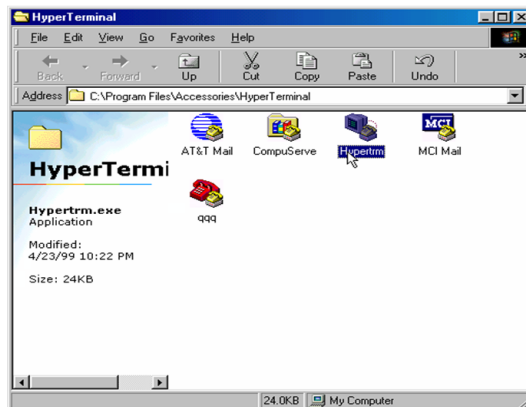 HyperTerminal
File Edit View Go Favorites Help
Back Forward Up Cut Copy Paste Undo »
Address C:\Program Files\Accessories\HyperTerminal
AT&T Mail CompuServe Hypertrm MCI MCI Mail
HyperTermi
qqq
Hypertrm.exe
Application
Modified:
4/23/99 10:22 PM
Size: 24KB
24.0KB My Computer